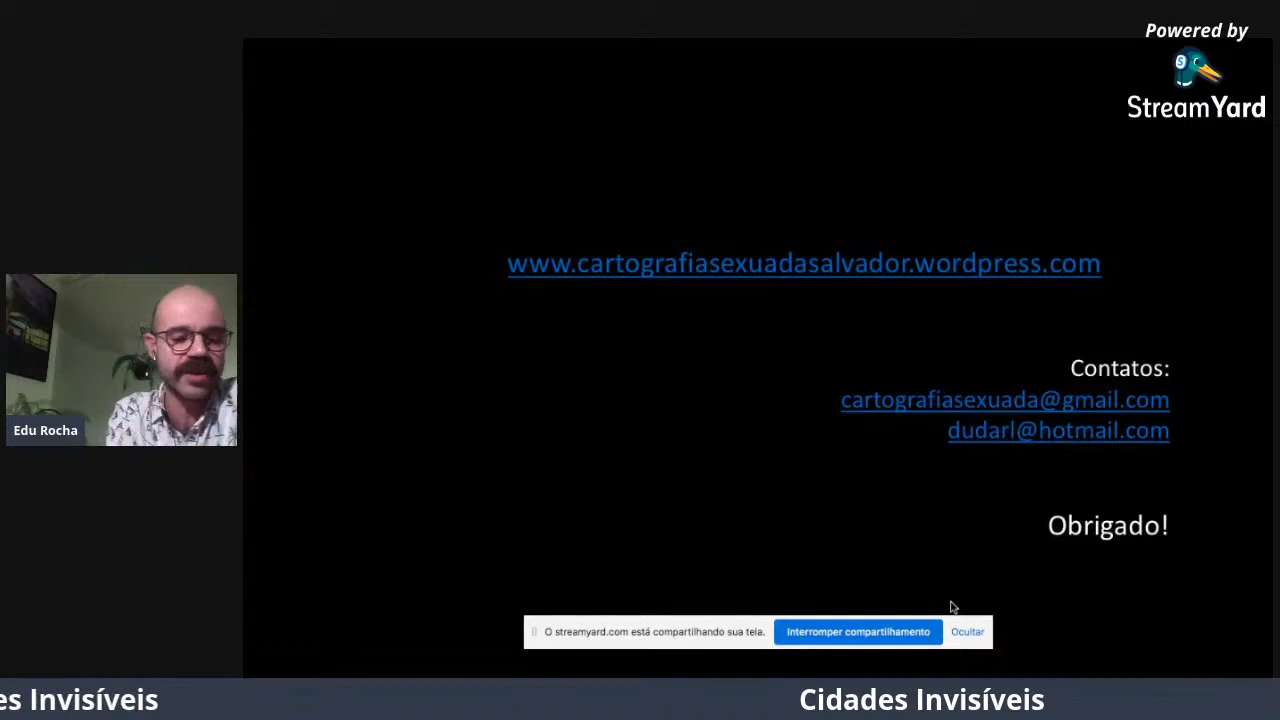 Powered by
StreamYard
www.cartografiasexuadasalvador.wordpress.com
Contatos:
cartografiasexuada@gmail.com
dudarl@hotmail.com
Edu Rocha
Obrigado!
O streamyard.com está compartilhando sua tela. Interromper compartilhamento Ocultar
es Invisíveis Cidades Invisíveis